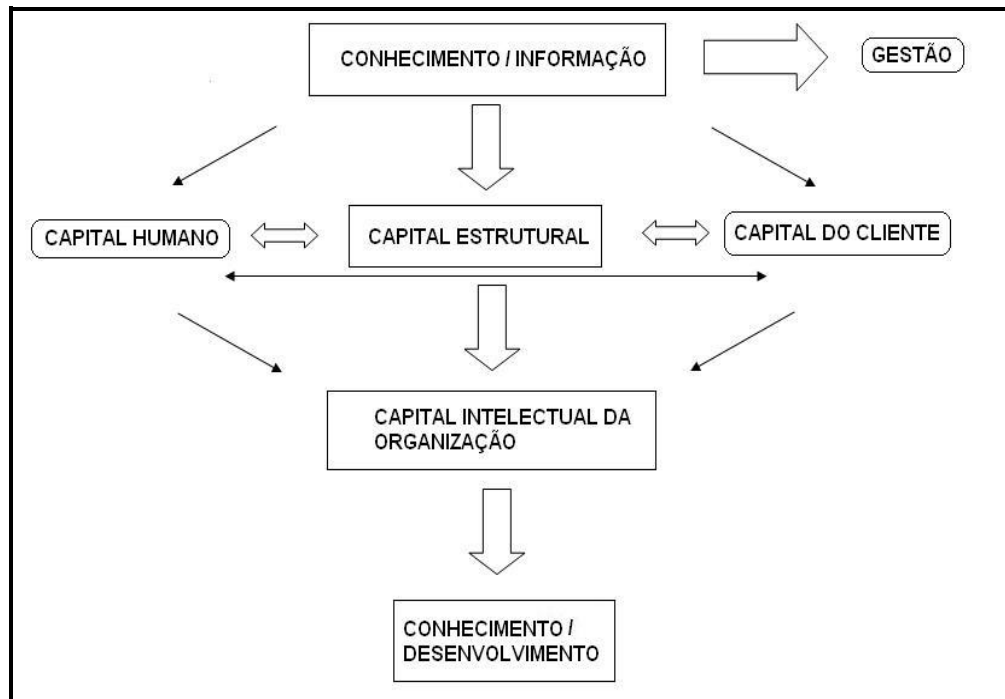 CONHECIMENTO / INFORMAÇÃO
GESTÃO
CAPITAL HUMANO
CAPITAL ESTRUTURAL
CAPITAL DO CLIENTE
CAPITAL INTELECTUAL DA
ORGANIZAÇÃO
CONHECIMENTO /
DESENVOLVIMENTO